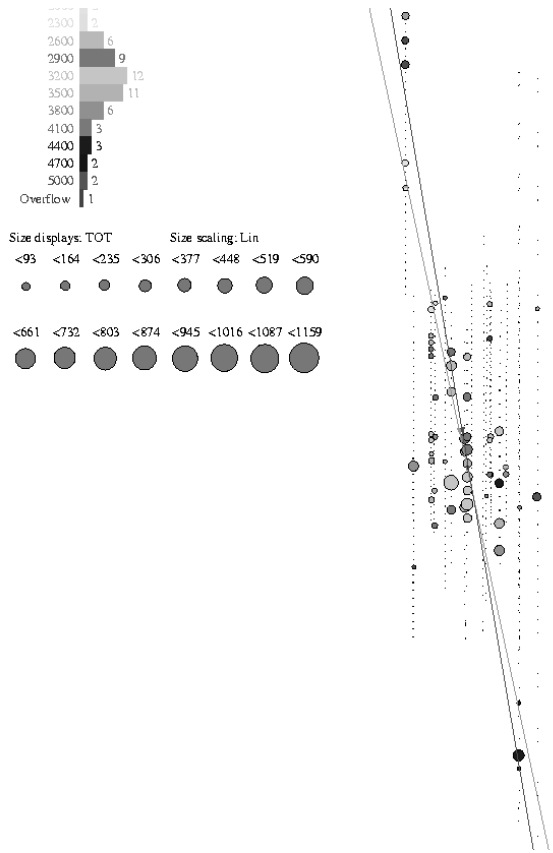 2300 2
2600 6
2900 9
3200 12
3500 11
3800 6
4100 3
4400 3
4700 2
5000 2
Overflow 1
Size displays: TOT Size scaling: Lin
<93 <164 <235 <306 <377 <448 <519 <590
<661 <732 <803 <874 <945 <1016 <1087 <1159